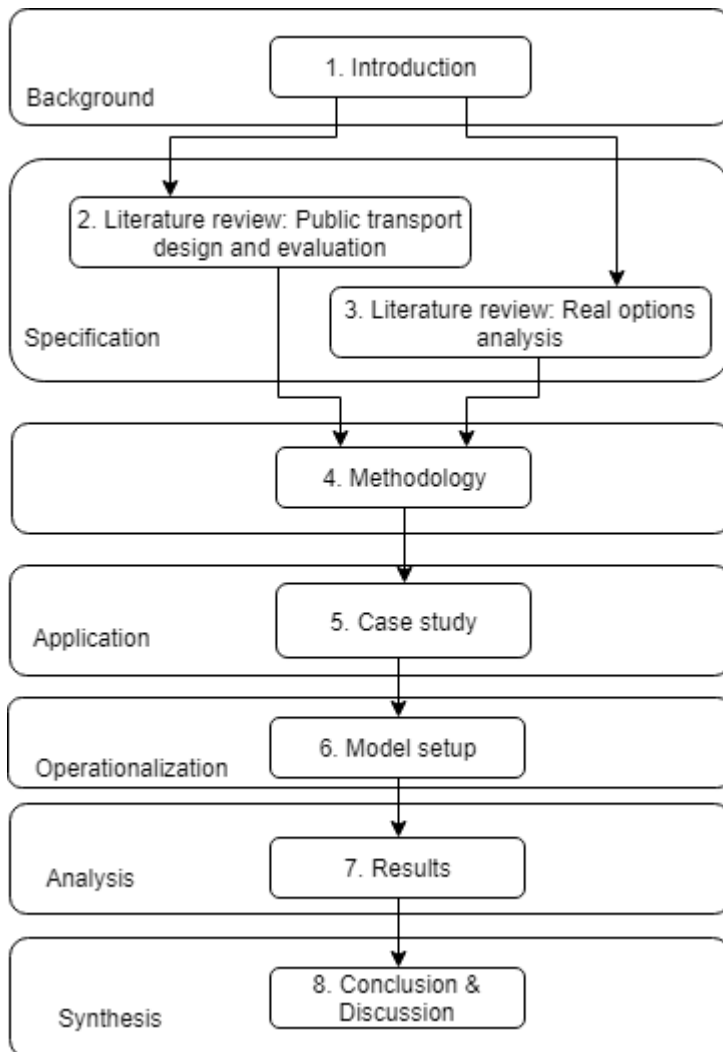 1. Introduction
Background
2. Literature review: Public transport
design and evaluation
3. Literature review: Real options
analysis
Specification
4. Methodology
5. Case study
Application
6. Model setup
Operationalization
7. Results
Analysis
8. Conclusion &
Discussion
Synthesis